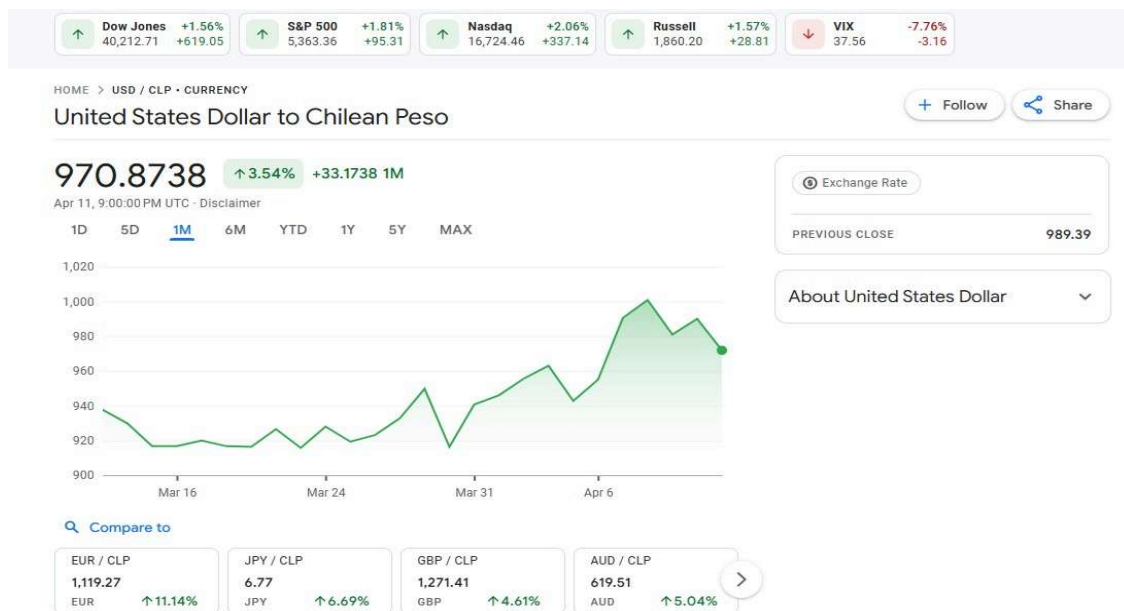 Dow Jones +1.56%
40,212.71 +619.05
S&P 500 +1.81%
5,363.36 +95.31
Nasdaq +2.06%
16,724.46 +337.14
Russell +1.57%
1,860.20 +28.81
VIX -7.76%
37.56 -3.16
HOME > USD / CLP • CURRENCY
United States Dollar to Chilean Peso
+ Follow
Share
970.8738 ↑3.54% +33.1738 1M
Apr 11, 9:00:00 PM UTC · Disclaimer
1D 5D 1M 6M YTD 1Y 5Y MAX
1,020
1,000
980
960
940
920
900
Mar 16 Mar 24 Mar 31 Apr 6
Exchange Rate
PREVIOUS CLOSE 989.39
About United States Dollar
Compare to
EUR / CLP
1,119.27
EUR ↑11.14%
JPY / CLP
6.77
JPY ↑6.69%
GBP / CLP
1,271.41
GBP ↑4.61%
AUD / CLP
619.51
AUD ↑5.04%